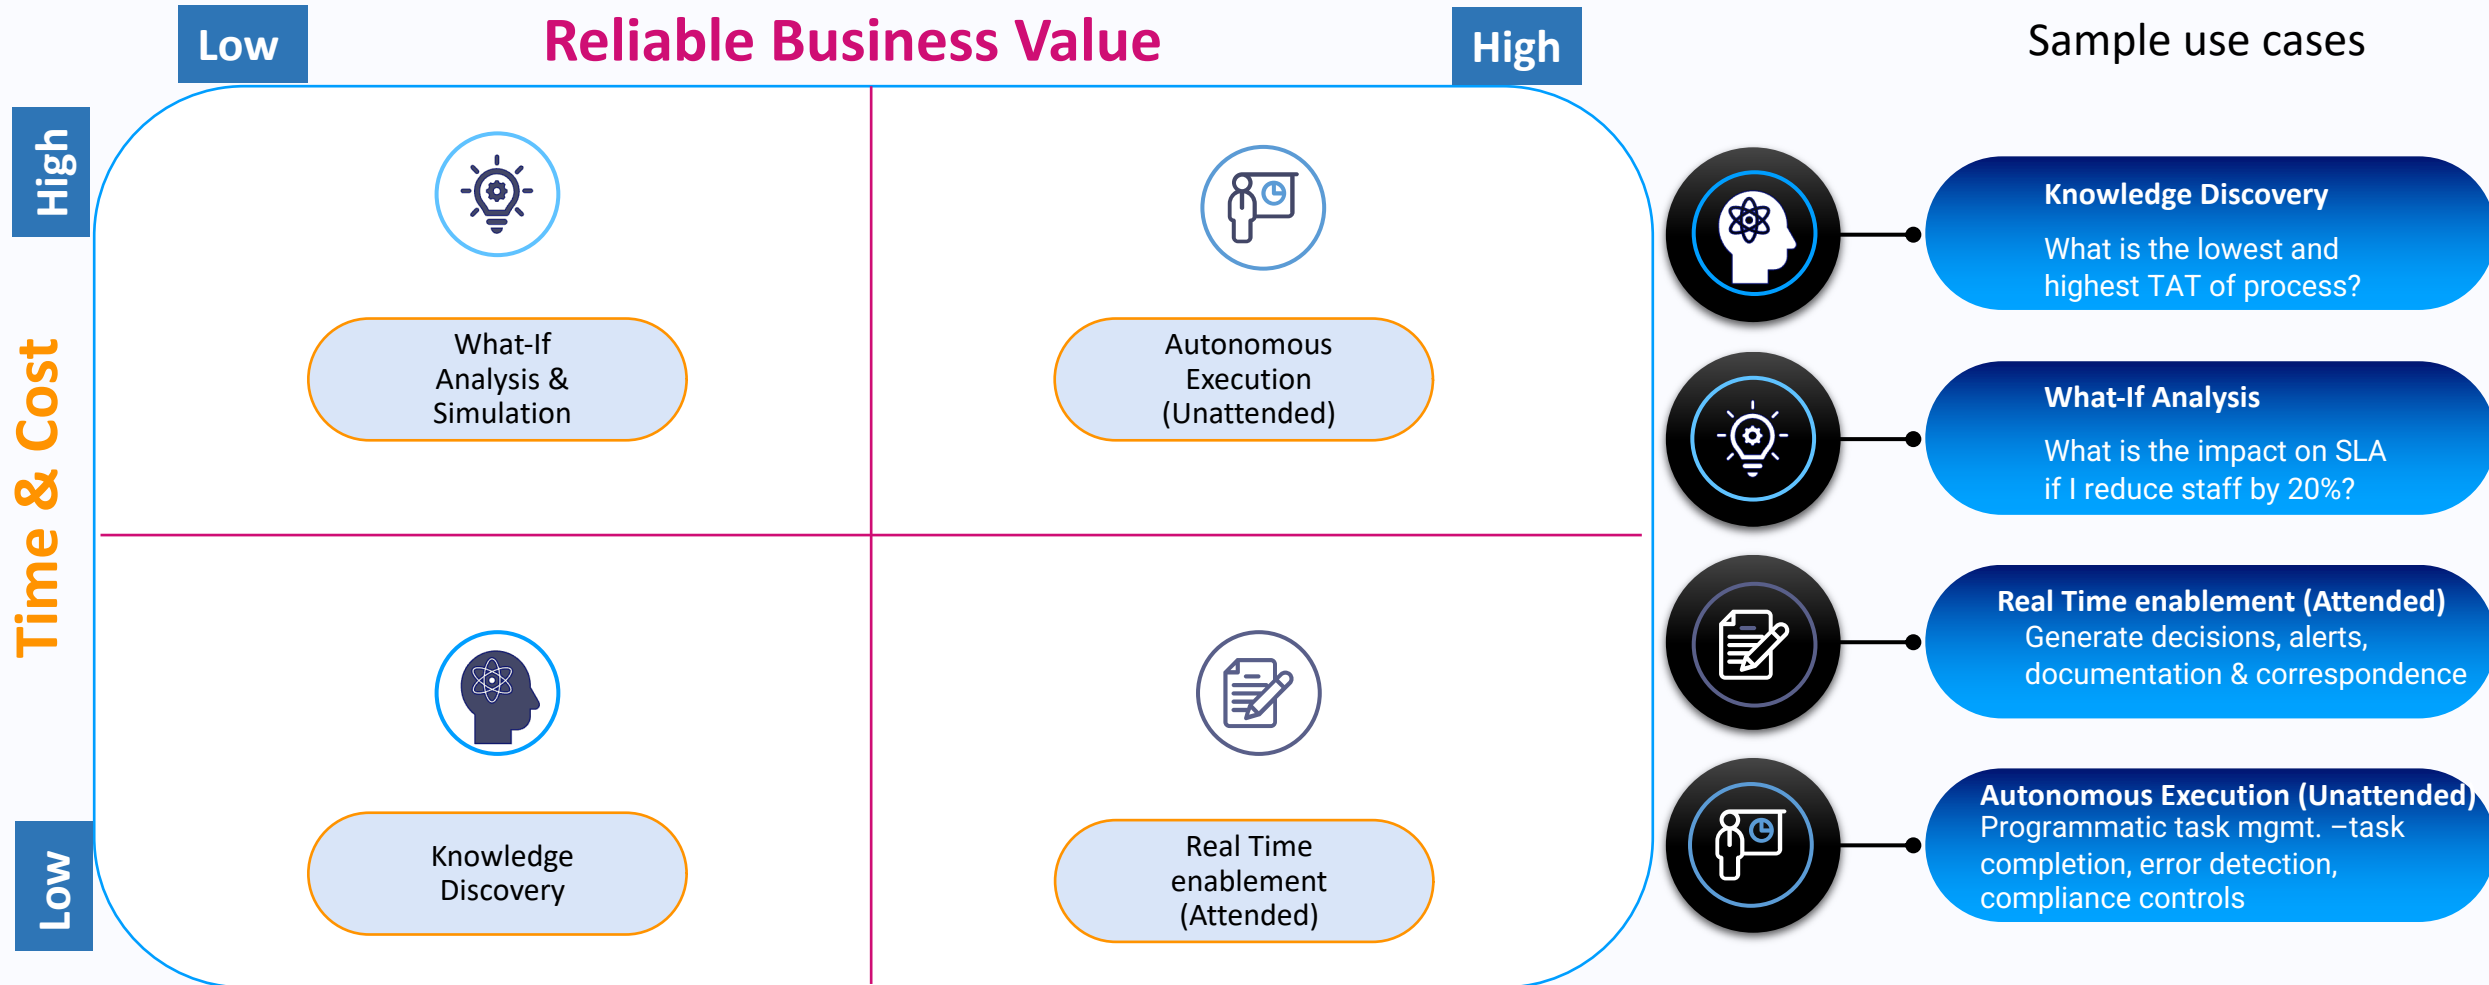 Low
Reliable Business Value
High
Sample use cases
High
Time & Cost
Low
What-If
Analysis &
Simulation
Autonomous
Execution
(Unattended)
Knowledge
Discovery
Real Time
enablement
(Attended)
Knowledge Discovery
What is the lowest and
highest TAT of process?
What-If Analysis
What is the impact on SLA
if I reduce staff by 20%?
Real Time enablement (Attended)
Generate decisions, alerts,
documentation & correspondence
Autonomous Execution (Unattended)
Programmatic task mgmt. –task
completion, error detection,
compliance controls